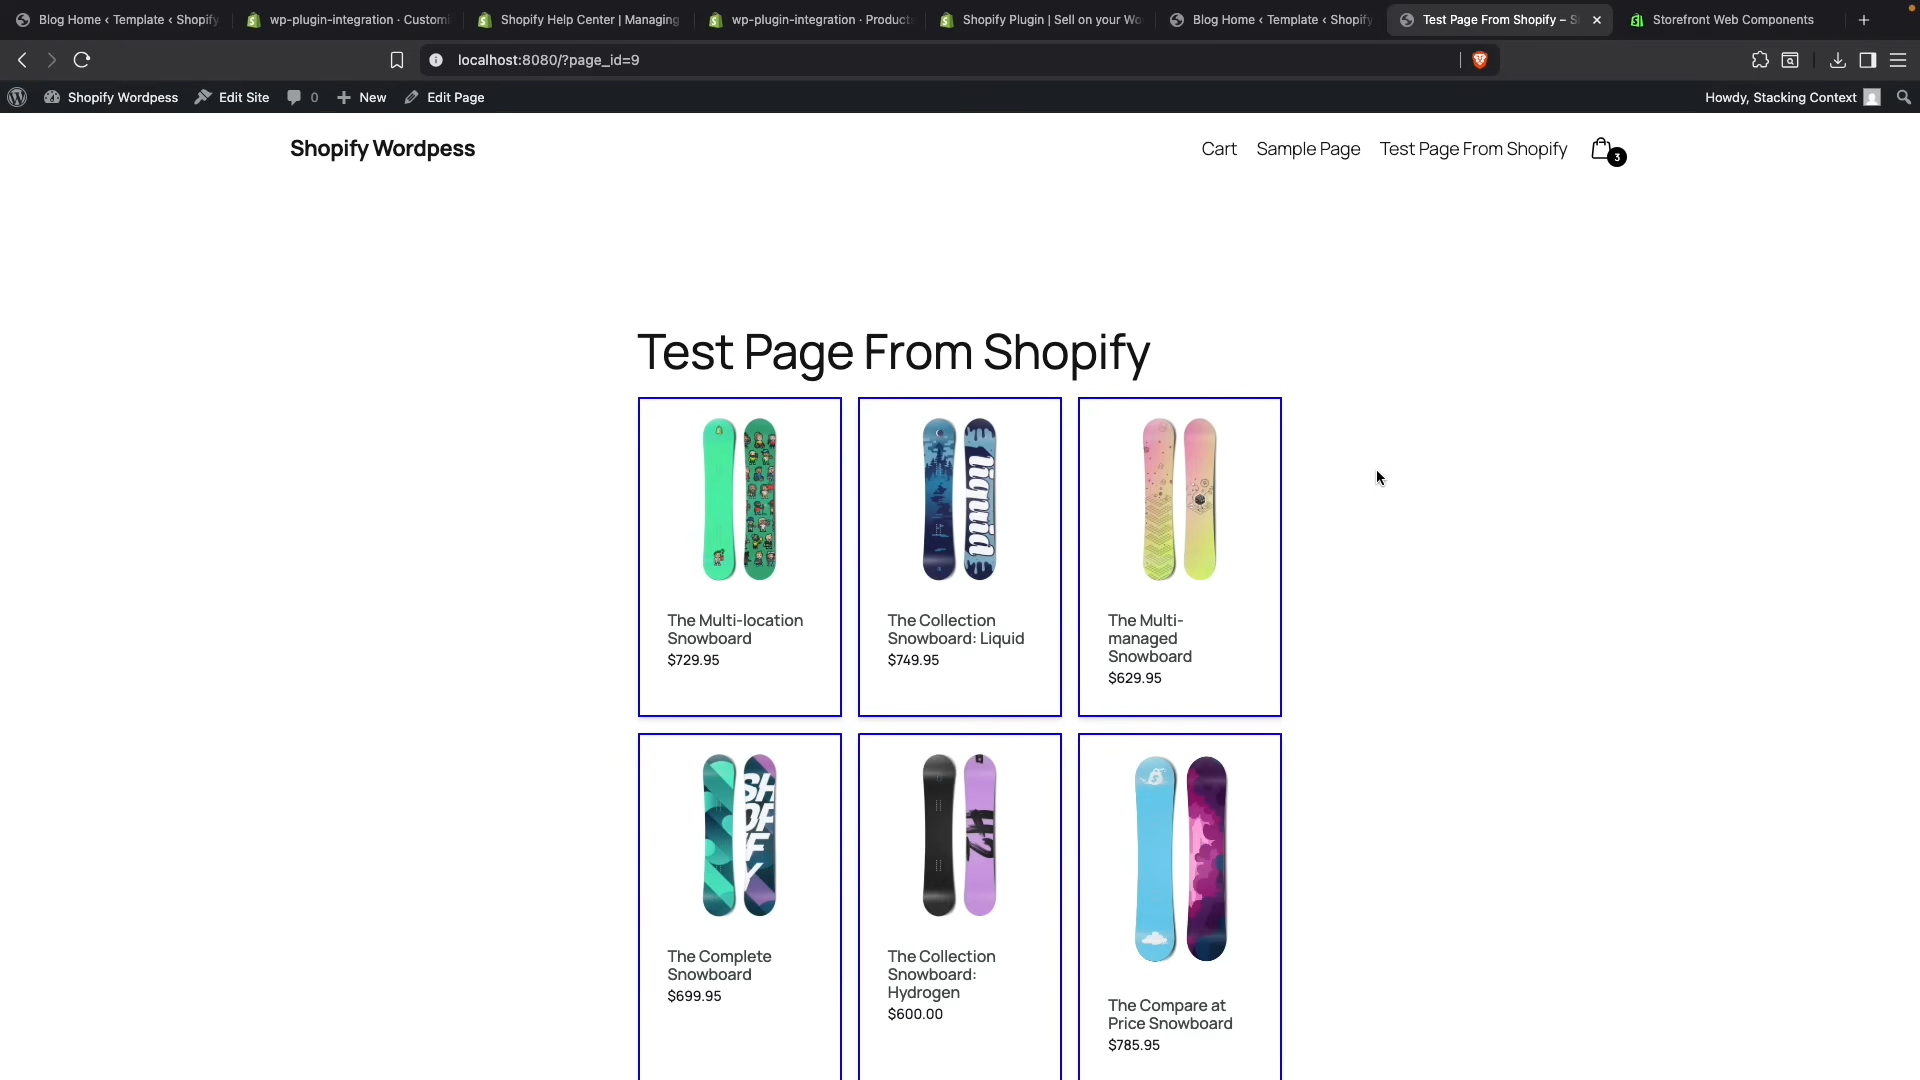 Blog Home ‹ Template ‹ Shopify
wp-plugin-integration · Customi
Shopify Help Center | Managing
wp-plugin-integration · Product
Shopify Plugin | Sell on your Wo
Blog Home ‹ Template ‹ Shopify
Test Page From Shopify – S
Storefront Web Components
localhost:8080/?page_id=9
Shopify Wordpess
Edit Site
0
New
Edit Page
Howdy, Stacking Context
Shopify Wordpess
Cart
Sample Page
Test Page From Shopify
3
Test Page From Shopify
liquid
The Multi-location
Snowboard
$729.95
The Collection
Snowboard: Liquid
$749.95
The Multi-
managed
Snowboard
$629.95
SH
OP
IF
Y
H2
The Complete
Snowboard
$699.95
The Collection
Snowboard:
Hydrogen
$600.00
The Compare at
Price Snowboard
$785.95